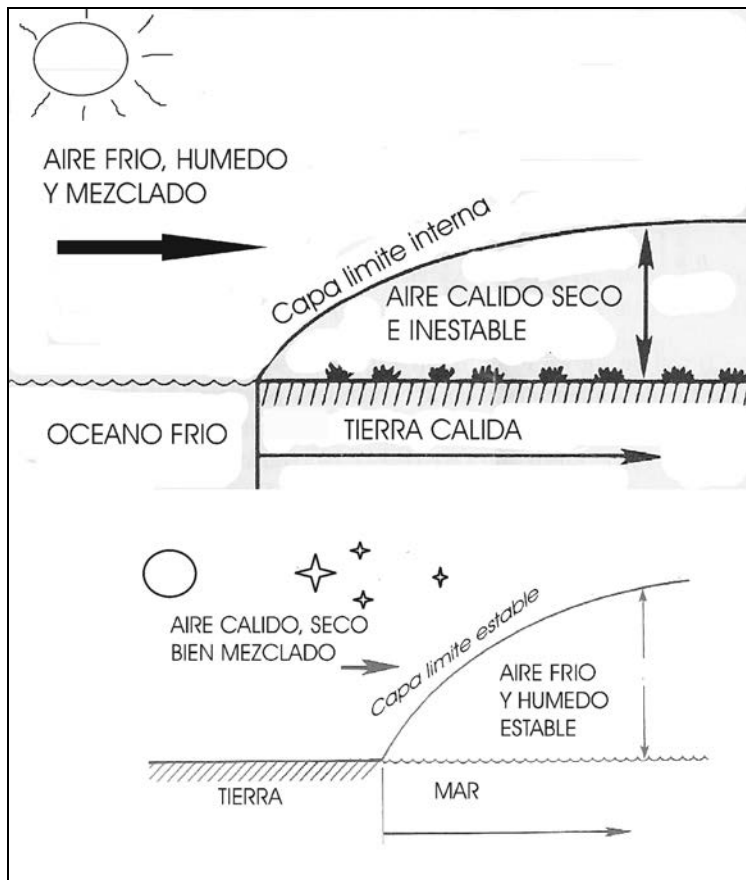 AIRE FRIO, HUMEDO
Y MEZCLADO
Capa limite interna
AIRE CALIDO SECO
E INESTABLE
OCEANO FRIO
TIERRA CALIDA
AIRE CALIDO, SECO
BIEN MEZCLADO
Capa limite estable
AIRE FRIO
Y HUMEDO
ESTABLE
TIERRA
MAR